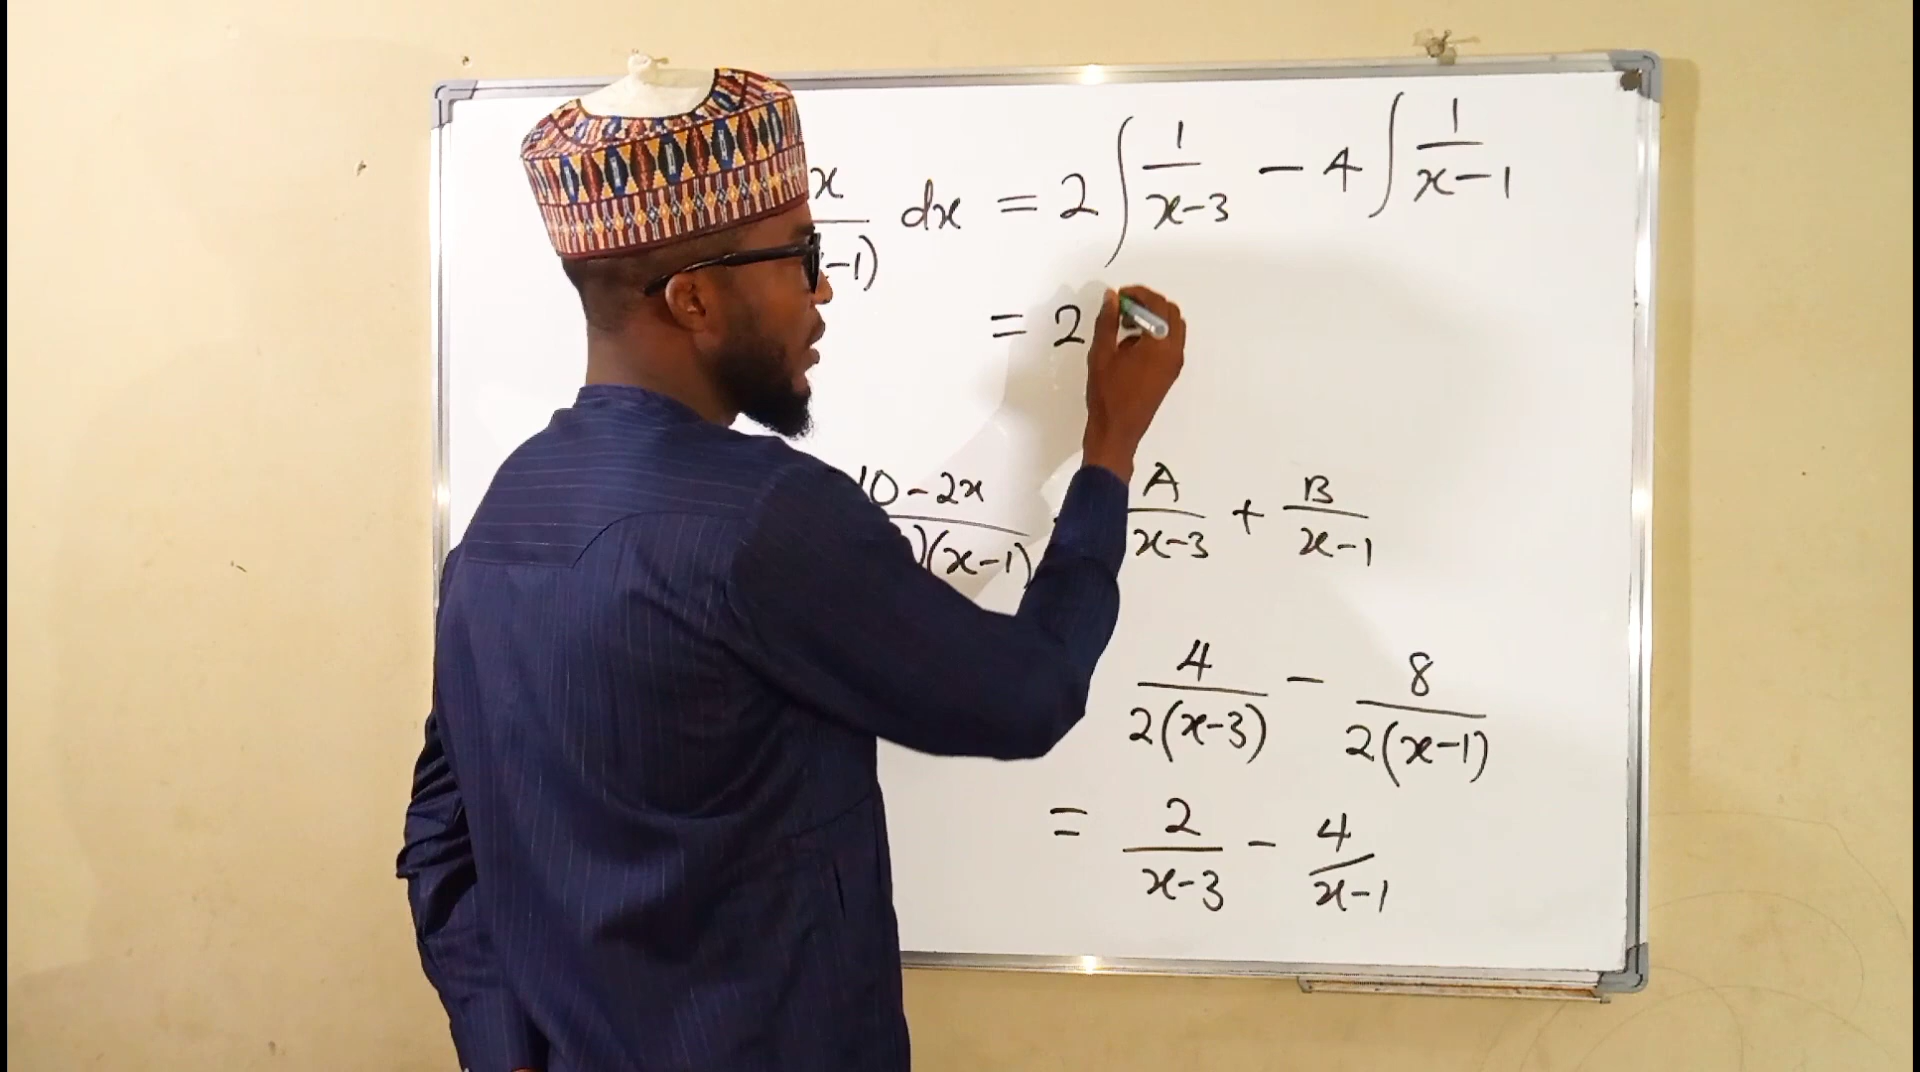 x/(-1) dx = 2∫ 1/(x-3) - 4∫ 1/(x-1)
= 2
10-2x/()(x-1) A/(x-3) + B/(x-1)
4/(2(x-3)) - 8/(2(x-1))
= 2/(x-3) - 4/(x-1)